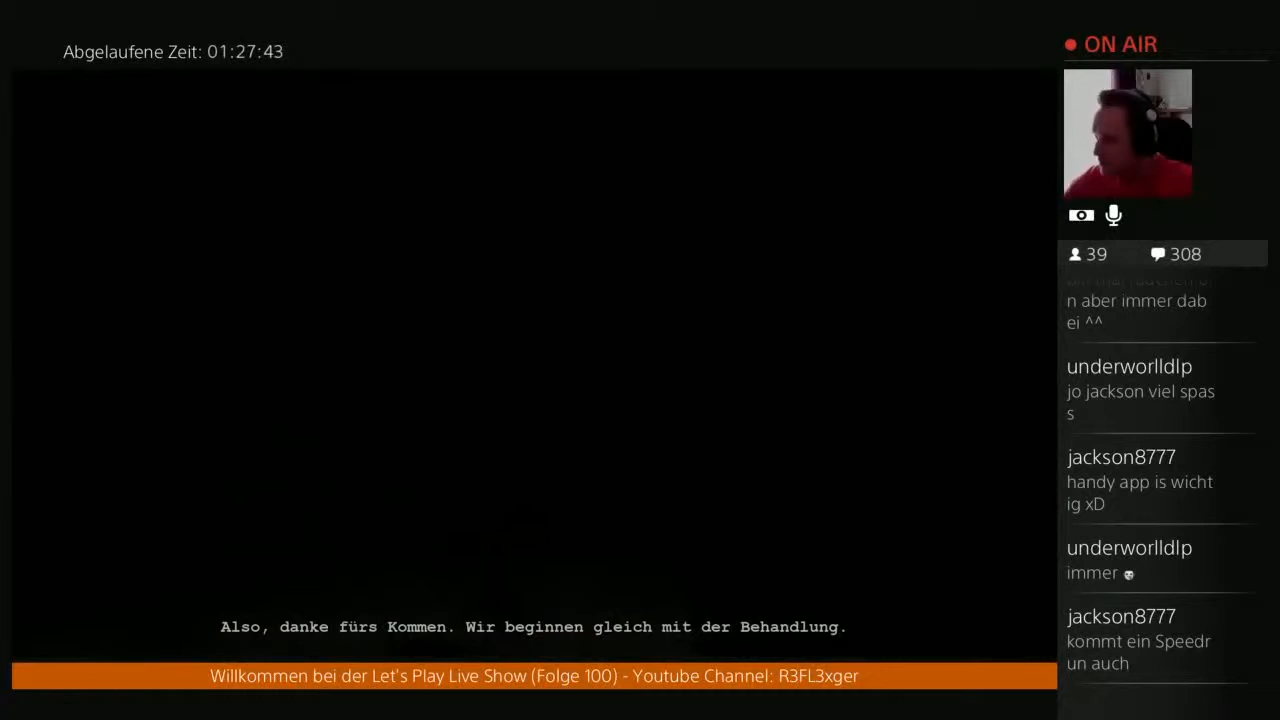 Abgelaufene Zeit: 01:27:43
ON AIR
39 308
n aber immer dab
ei ^^
underworlldlp
jo jackson viel spas
s
jackson8777
handy app is wicht
ig xD
underworlldlp
immer
jackson8777
kommt ein Speedr
un auch
Also, danke fürs Kommen. Wir beginnen gleich mit der Behandlung.
Willkommen bei der Let's Play Live Show (Folge 100) - Youtube Channel: R3FL3xger